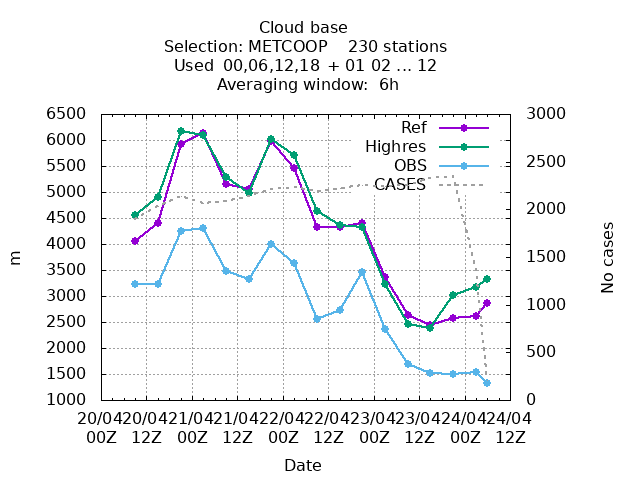 Cloud base
Selection: METCOOP    230 stations
Used 00,06,12,18 + 01 02 ... 12
Averaging window:  6h
6500
6000
5500
5000
4500
4000
3500
3000
2500
2000
1500
1000
m
Ref
Highres
OBS
CASES
3000
2500
2000
1500
1000
500
0
No cases
20/04 20/04 21/04 21/04 22/04 22/04 23/04 23/04 24/04 24/04
00Z 12Z 00Z 12Z 00Z 12Z 00Z 12Z 00Z 12Z
Date